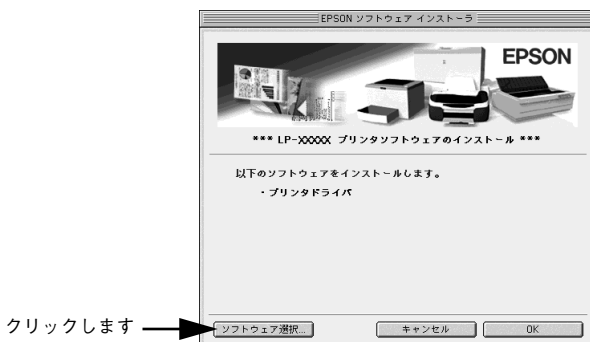 EPSON ソフトウェア インストーラ
EPSON
*** LP-XXXXX プリンタソフトウェアのインストール ***
以下のソフトウェアをインストールします。
・プリンタドライバ
クリックします
ソフトウェア選択...
キャンセル
OK